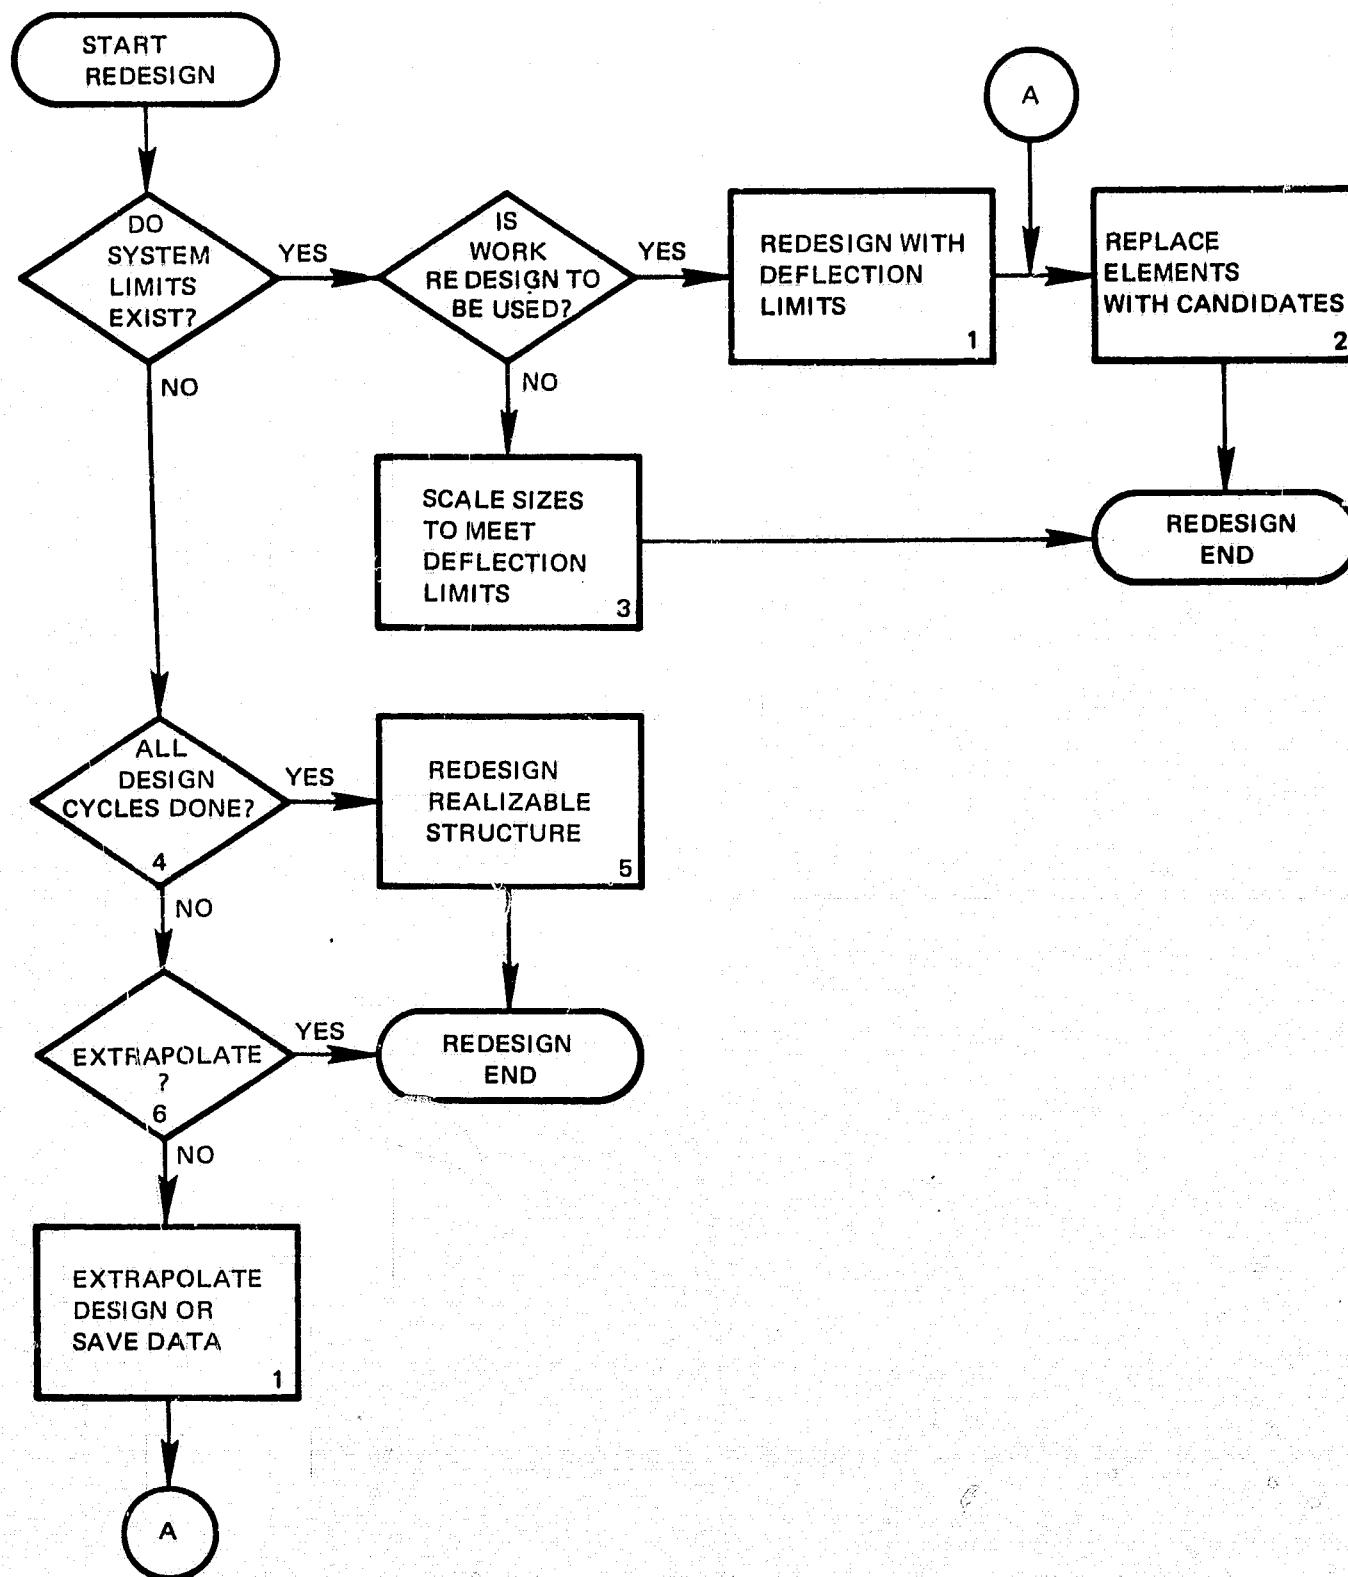 START
REDESIGN
A
DO
SYSTEM
LIMITS
EXIST?
YES
NO
IS
WORK
REDESIGN TO
BE USED?
YES
NO
REDESIGN WITH
DEFLECTION
LIMITS
1
REPLACE
ELEMENTS
WITH CANDIDATES
2
SCALE SIZES
TO MEET
DEFLECTION
LIMITS
3
REDESIGN
END
ALL
DESIGN
CYCLES DONE?
4
YES
NO
REDESIGN
REALIZABLE
STRUCTURE
5
EXTRAPOLATE
?
6
YES
NO
REDESIGN
END
EXTRAPOLATE
DESIGN OR
SAVE DATA
1
A